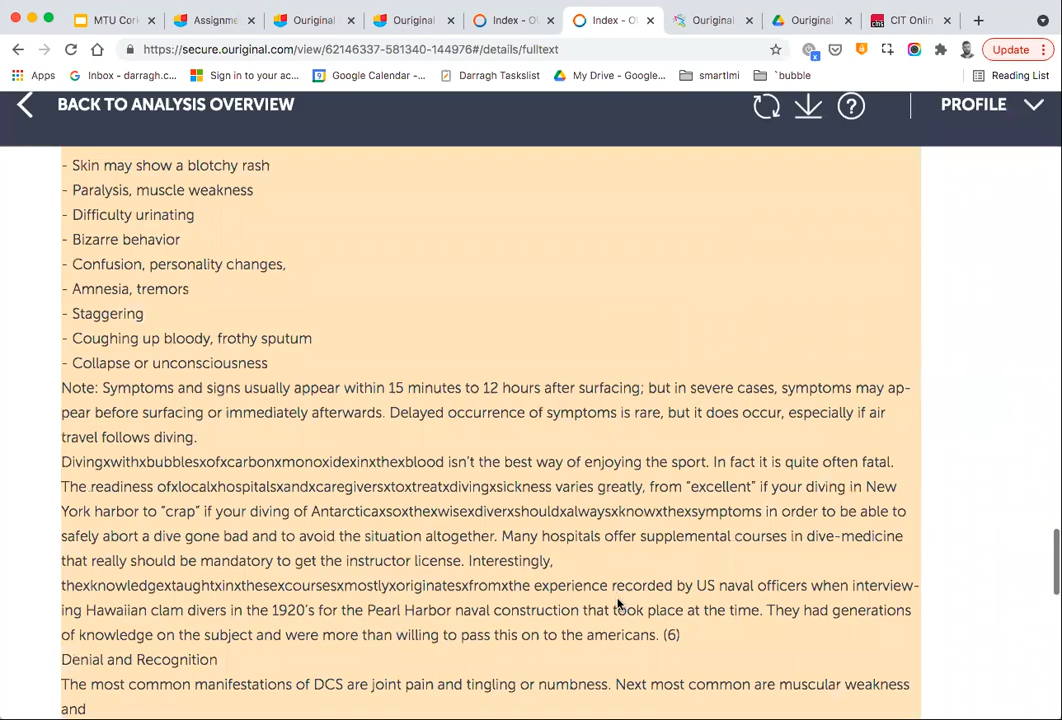 MTU Cork
Assignme
Ouriginal
Ouriginal
Index - O
Index - O
Ouriginal
Ouriginal
CIT Onlin
https://secure.ouriginal.com/view/62146337-581340-144976#/details/fulltext
Update
Apps
Inbox - darragh.c...
Sign in to your ac...
Google Calendar -...
Darragh Tasklist
My Drive - Google...
smartlmi
`bubble
Reading List
BACK TO ANALYSIS OVERVIEW
PROFILE
- Skin may show a blotchy rash
- Paralysis, muscle weakness
- Difficulty urinating
- Bizarre behavior
- Confusion, personality changes,
- Amnesia, tremors
- Staggering
- Coughing up bloody, frothy sputum
- Collapse or unconsciousness
Note: Symptoms and signs usually appear within 15 minutes to 12 hours after surfacing; but in severe cases, symptoms may ap-
pear before surfacing or immediately afterwards. Delayed occurrence of symptoms is rare, but it does occur, especially if air
travel follows diving.
Divingxwithxbubblesxofxcarbonxmonoxidexinxthexblood isn't the best way of enjoying the sport. In fact it is quite often fatal.
The readiness ofxlocalxhospitalsxandxcaregiversxtoxtreatxdivingxsickness varies greatly, from "excellent" if your diving in New
York harbor to "crap" if your diving of Antarcticaxsoxthexwisexdiverxshouldxalwaysxknowxthexsymptoms in order to be able to
safely abort a dive gone bad and to avoid the situation altogether. Many hospitals offer supplemental courses in dive-medicine
that really should be mandatory to get the instructor license. Interestingly,
thexknowledgextaughtxinxthesexcoursesxmostlyxoriginatesxfromxthe experience recorded by US naval officers when interview-
ing Hawaiian clam divers in the 1920's for the Pearl Harbor naval construction that took place at the time. They had generations
of knowledge on the subject and were more than willing to pass this on to the americans. (6)
Denial and Recognition
The most common manifestations of DCS are joint pain and tingling or numbness. Next most common are muscular weakness
and